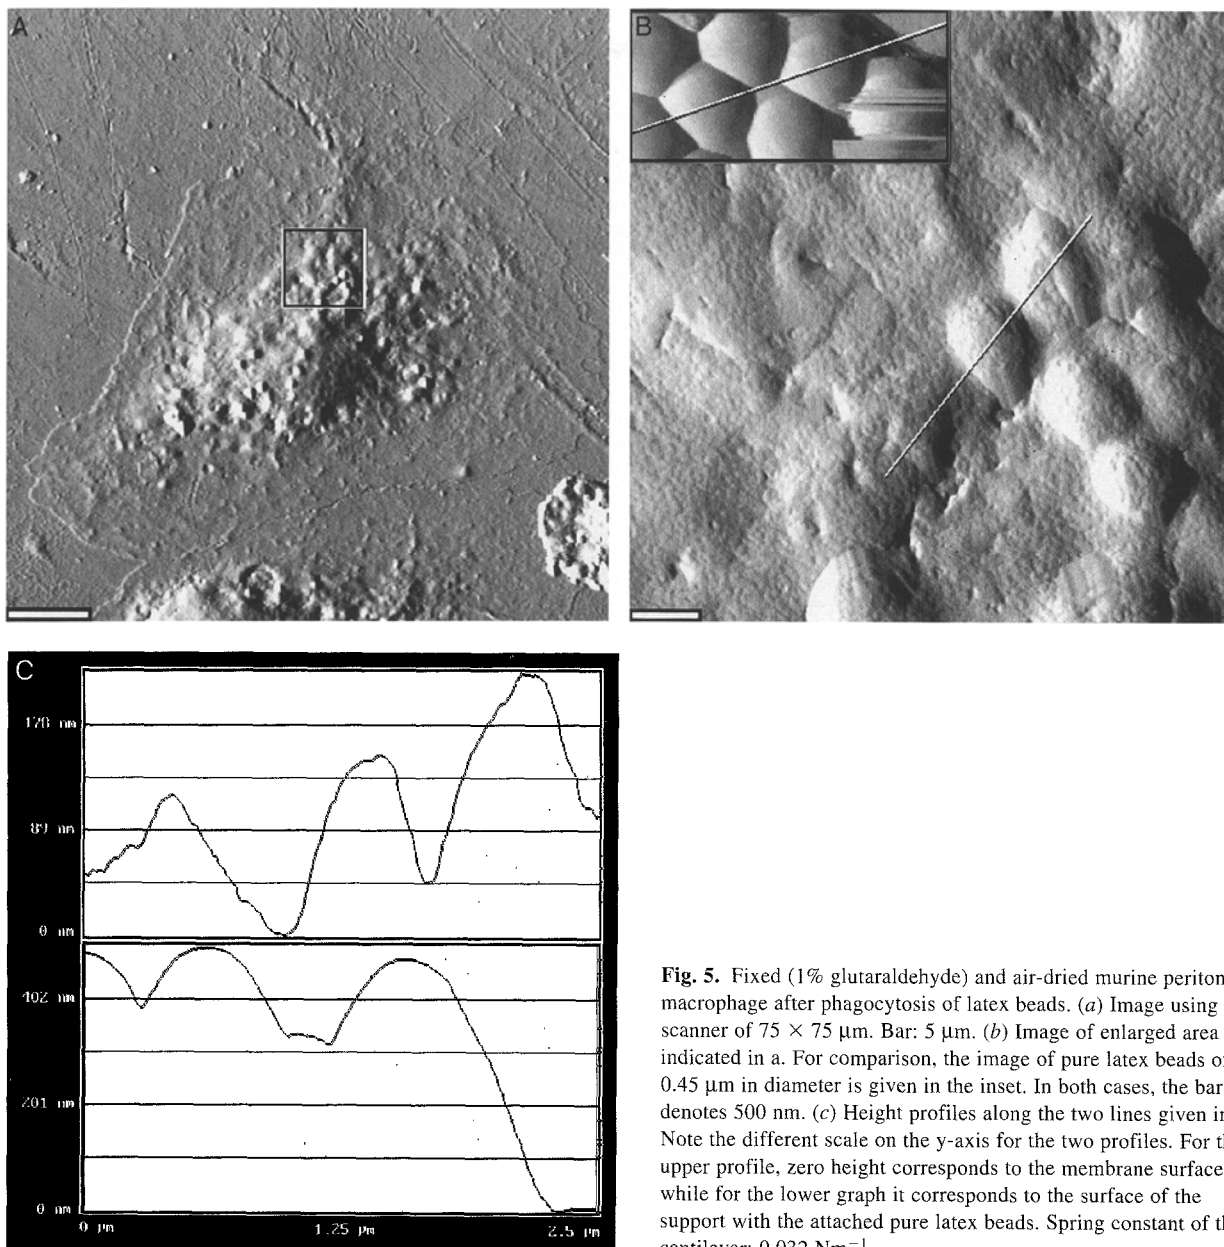 A
B
C
178 nm
89 nm
0 nm
402 nm
201 nm
0 nm
0 µm 1.25 µm 2.5 µm
Fig. 5. Fixed (1% glutaraldehyde) and air-dried murine periton
macrophage after phagocytosis of latex beads. (a) Image using
scanner of 75 × 75 µm. Bar: 5 µm. (b) Image of enlarged area
indicated in a. For comparison, the image of pure latex beads o
0.45 µm in diameter is given in the inset. In both cases, the bar
denotes 500 nm. (c) Height profiles along the two lines given in
Note the different scale on the y-axis for the two profiles. For th
upper profile, zero height corresponds to the membrane surface
while for the lower graph it corresponds to the surface of the
support with the attached pure latex beads. Spring constant of th
cantilever: 0.032 Nm⁻¹